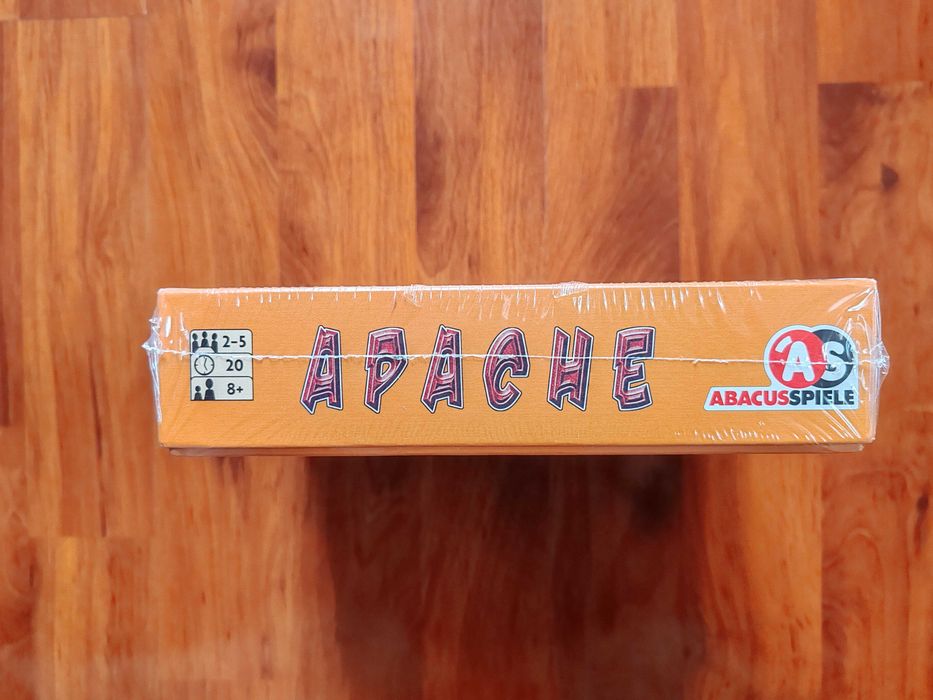 2-5
20
8+
APACHE
AS
ABACUSSPIELE